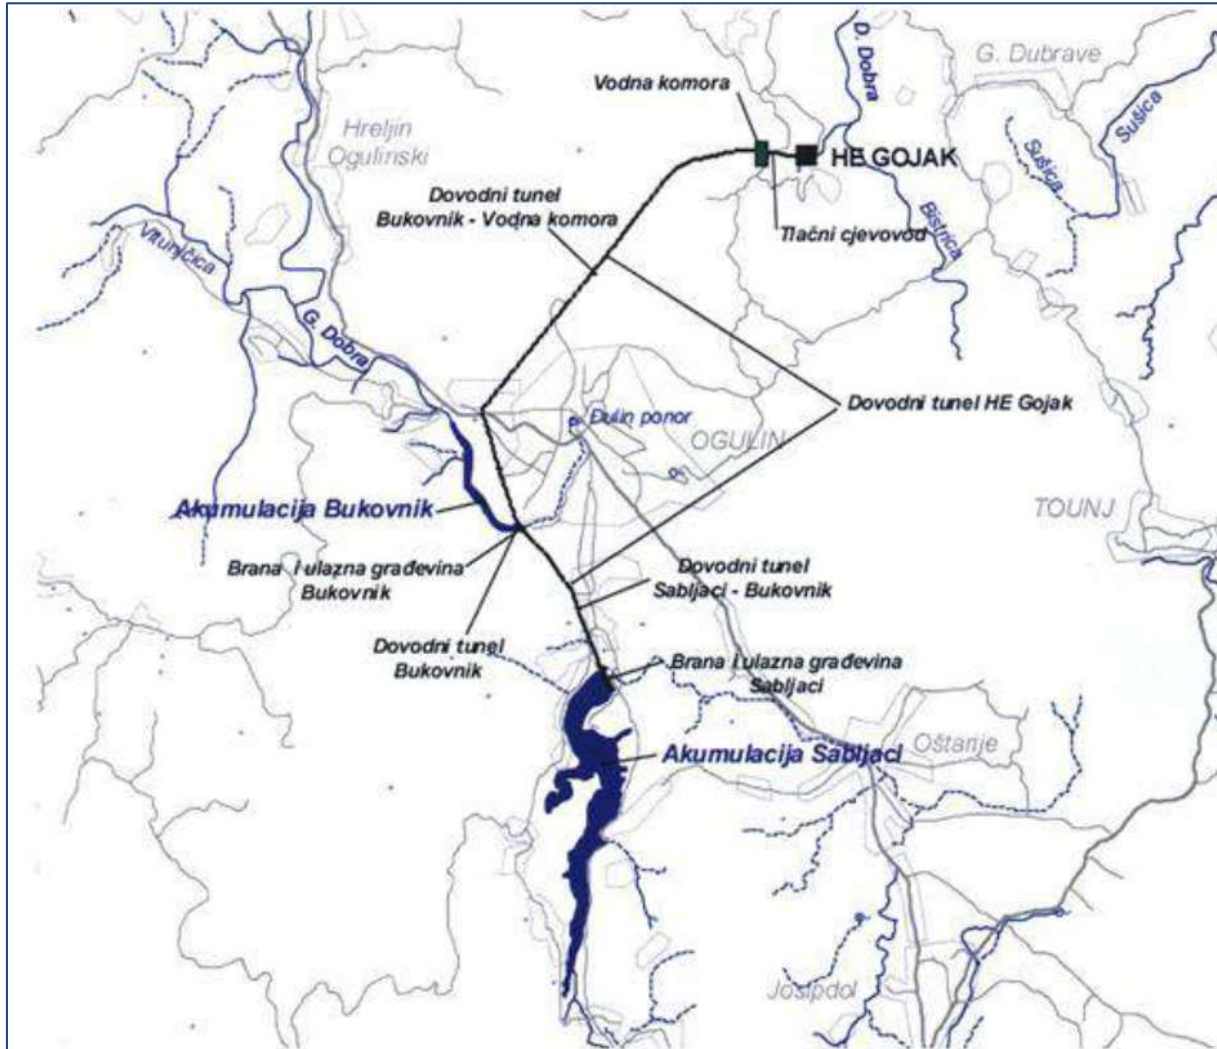 D. Dobra
G. Dubrave
Vodna komora
Sušica
Hreljin
Ogulinski
HE GOJAK
Sušica
Dovodni tunel
Bukovnik - Vodna komora
Vitunjčica
Tlačni cjevovod
Bistrica
G. Dobra
Dovodni tunel HE Gojak
Đulin ponor
OGULIN
Akumulacija Bukovnik
TOUNJ
Brana i ulazna građevina
Bukovnik
Dovodni tunel
Sabljaci - Bukovnik
Dovodni tunel
Bukovnik
Brana i ulazna građevina
Sabljaci
Oštarije
Akumulacija Sabljaci
Josipdol